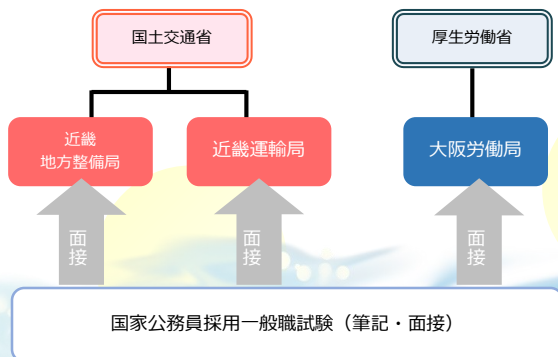 国土交通省
厚生労働省
近畿
地方整備局
近畿運輸局
大阪労働局
面接
面接
面接
国家公務員採用一般職試験（筆記・面接）